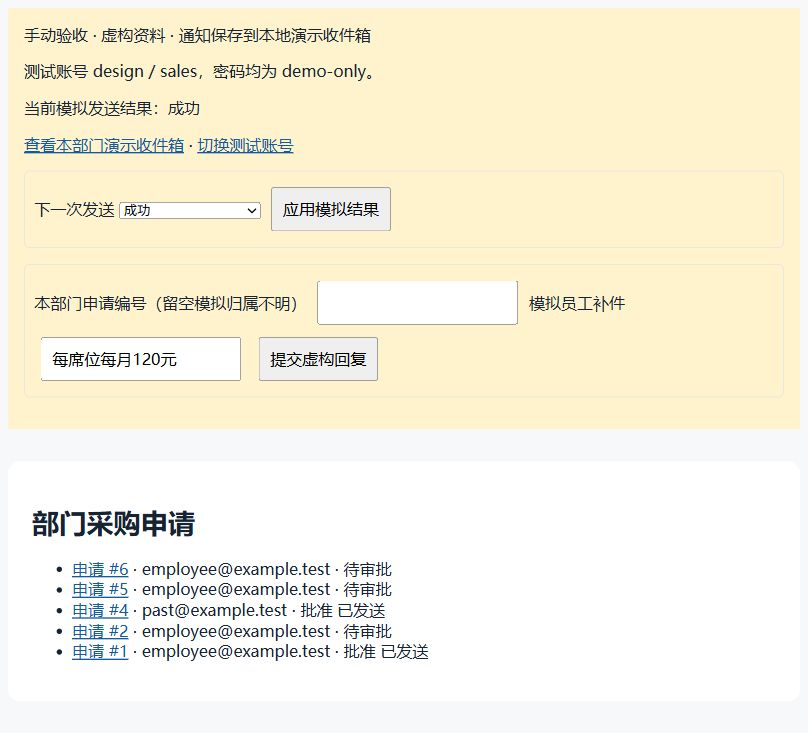 手动验收 · 虚构资料 · 通知保存到本地演示收件箱
测试账号 design / sales，密码均为 demo-only。
当前模拟发送结果：成功
查看本部门演示收件箱 · 切换测试账号
下一次发送 成功 应用模拟结果
本部门申请编号（留空模拟归属不明） 模拟员工补件
每席位每月120元 提交虚构回复
部门采购申请
申请 #6 · employee@example.test · 待审批
申请 #5 · employee@example.test · 待审批
申请 #4 · past@example.test · 批准 已发送
申请 #2 · employee@example.test · 待审批
申请 #1 · employee@example.test · 批准 已发送